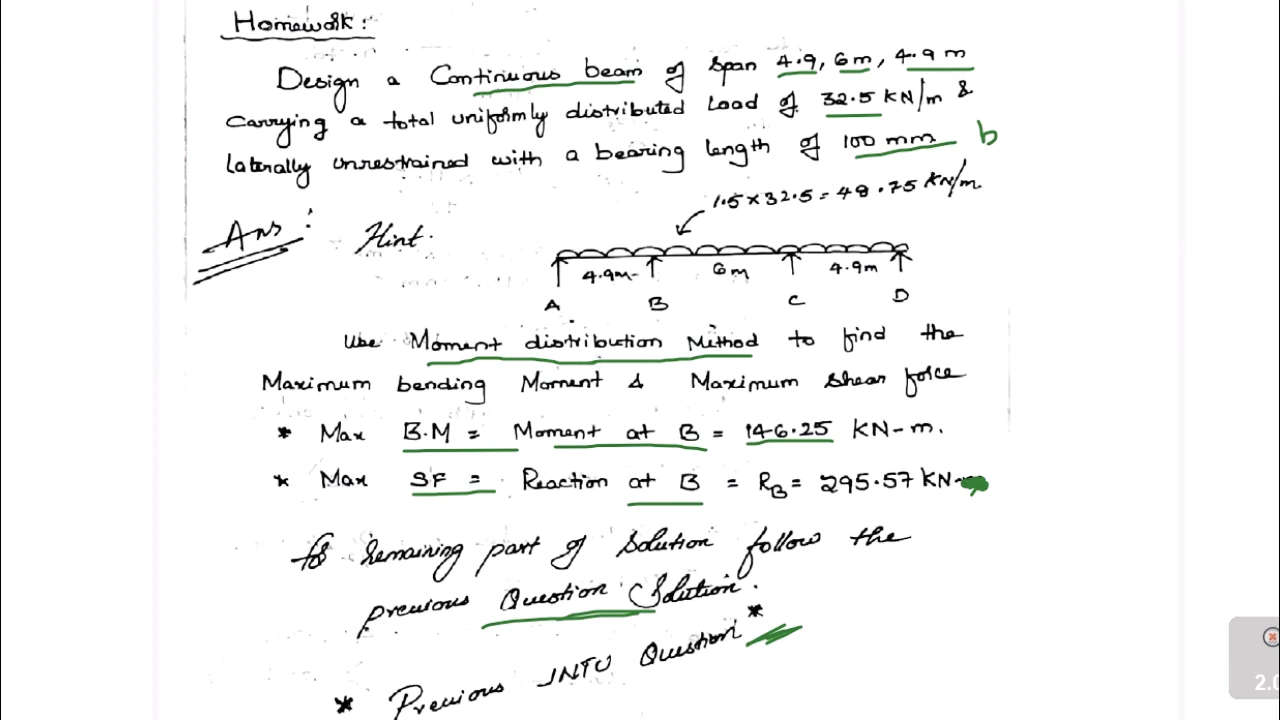 Homework :
Design a Continuous beam of span 4.9, 6m, 4.9 m
Carrying a total uniformly distributed Load of 32.5 KN/m &
laterally unrestrained with a bearing length of 100 mm b
1.5 × 32.5 = 48.75 KN/m.
Ans : Hint.
4.9m 6m 4.9m
A B C D
Use Moment distribution Method to find the
Maximum bending Moment & Maximum shear force
* Max B.M = Moment at B = 146.25 KN-m.
* Max SF = Reaction at B = RB = 295.57 KN-
for remaining part of solution follow the
previous Question Solution.
* Previous JNTU Question *
2.0